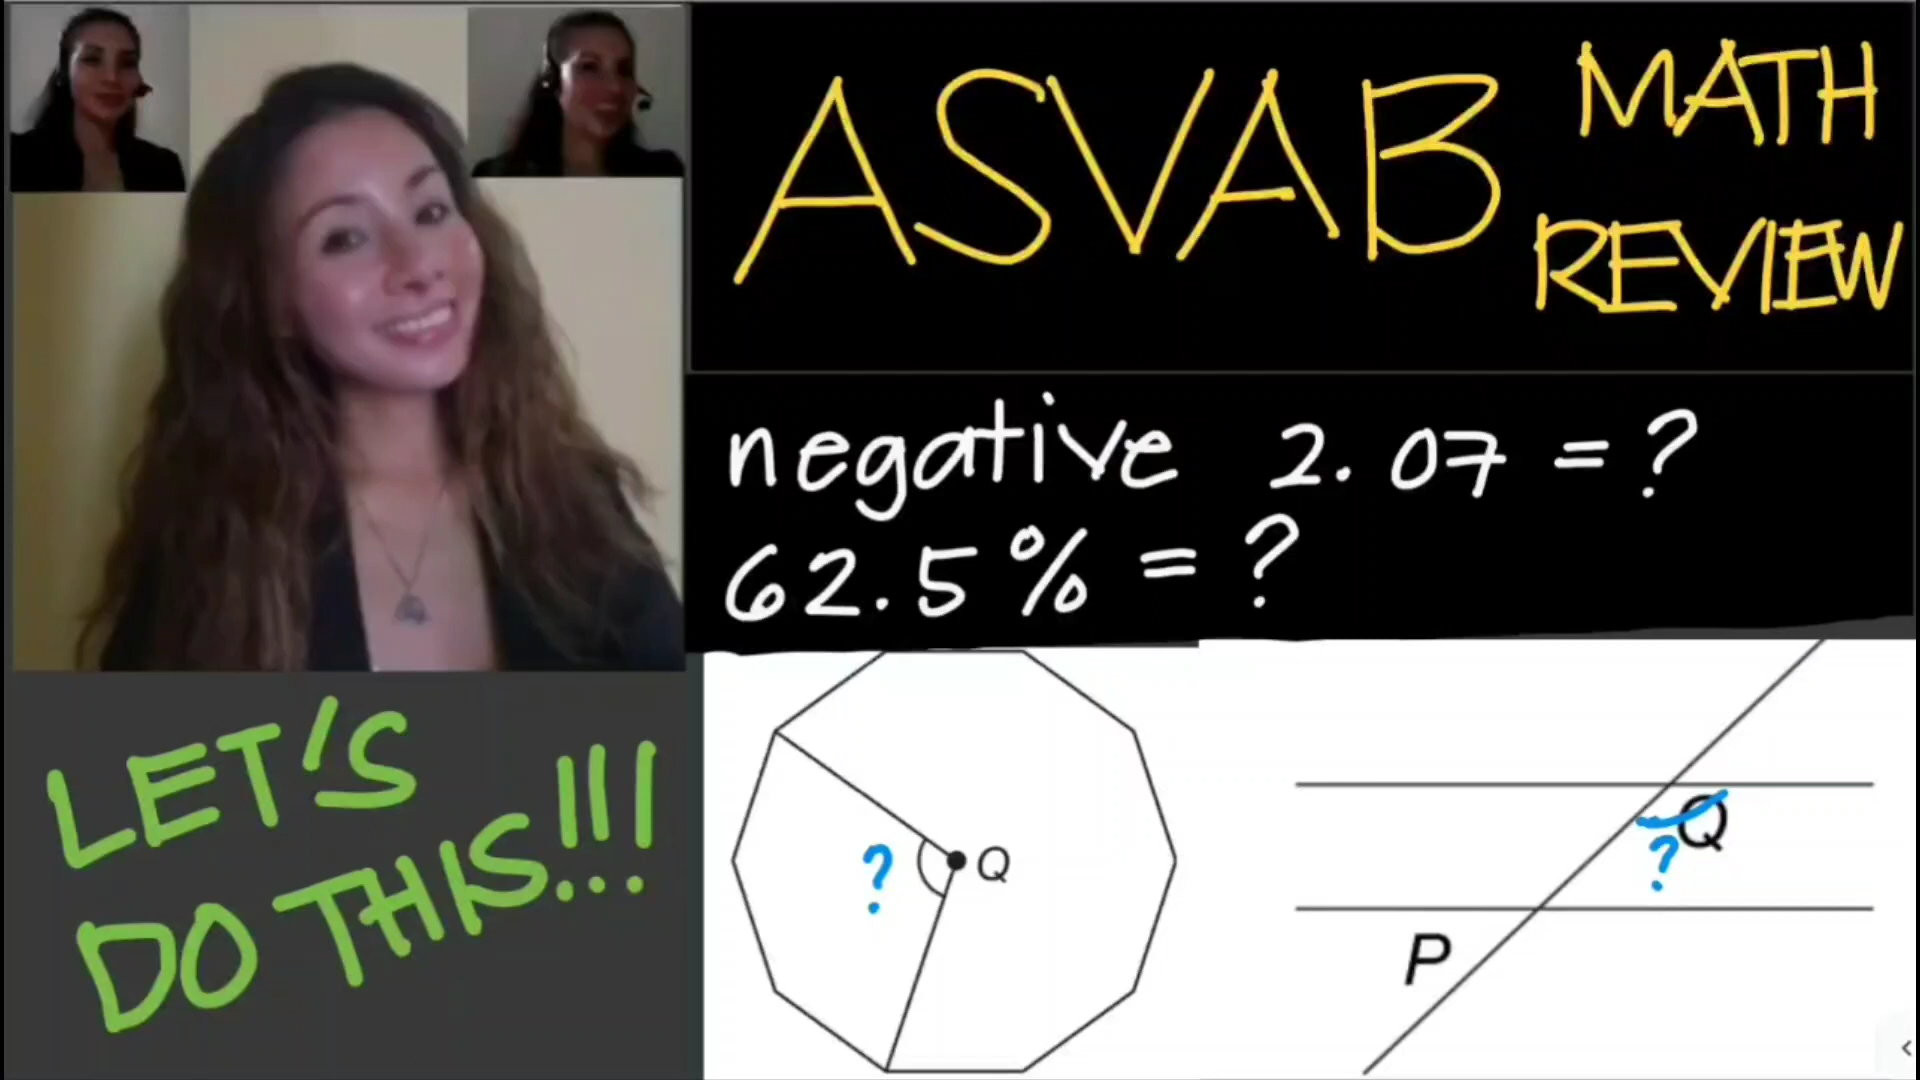 ASVAB MATH
REVIEW
negative 2.07 = ?
62.5% = ?
LET'S
DO THIS!!!
? Q
Q
?
P
<